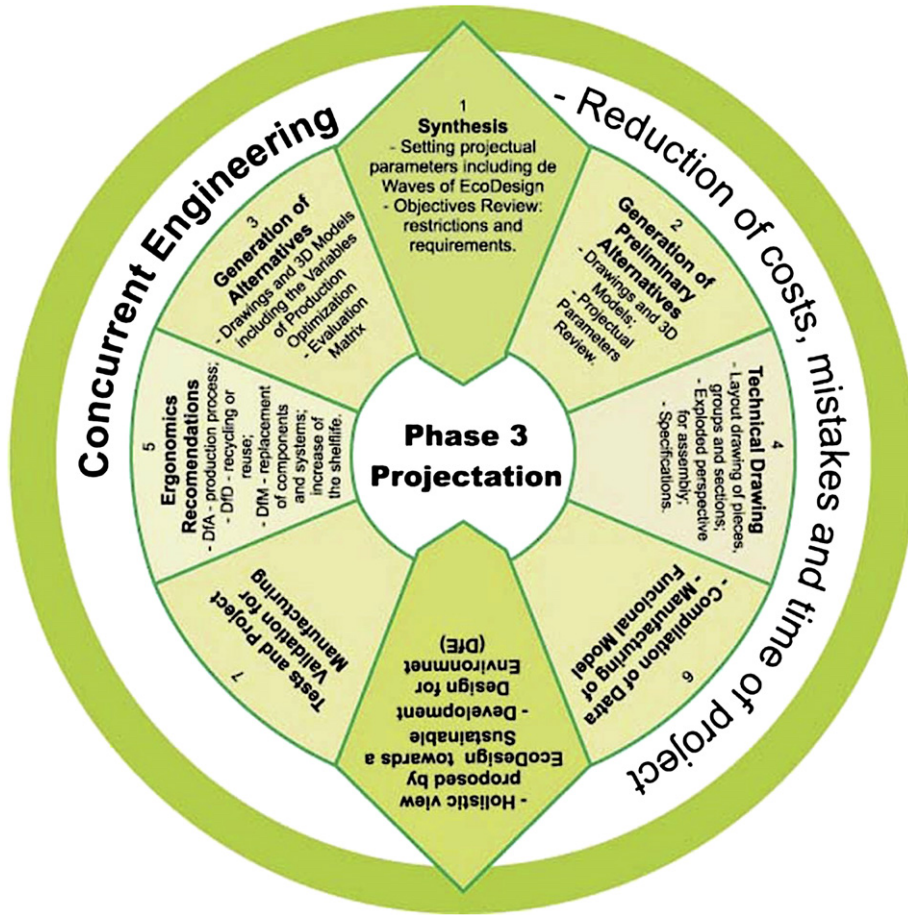 Concurrent Engineering
- Reduction of costs, mistakes and time of project
1
Synthesis
- Setting projectual
parameters including de
Waves of EcoDesign
- Objectives Review:
restrictions and
requirements.
2
Generation of
Preliminary
Alternatives
- Drawings and 3D
Models;
- Projectual
Parameters
Review.
3
Generation of
Alternatives
- Drawings and 3D Models
including the Variables
of Production
Optimization
- Evaluation
Matrix
4
Technical Drawing
- Layout drawing of pieces,
groups and sections;
- Exploded perspective
for assembly;
- Specifications.
5
Ergonomics
Recomendations
- DfA - production process;
- DfD - recycling or
reuse;
- DfM - replacement
of components
and systems;
increase of
the shelflife.
6
- Compilation of Datra
- Manufacturing of
Funcional Model
7
Tests and Project
Validation for
Manufacturing
- Holistic view
proposed by
EcoDesign towards a
Sustainable
- Development
Design for
Environmnet
(DfE)
Phase 3
Projectation